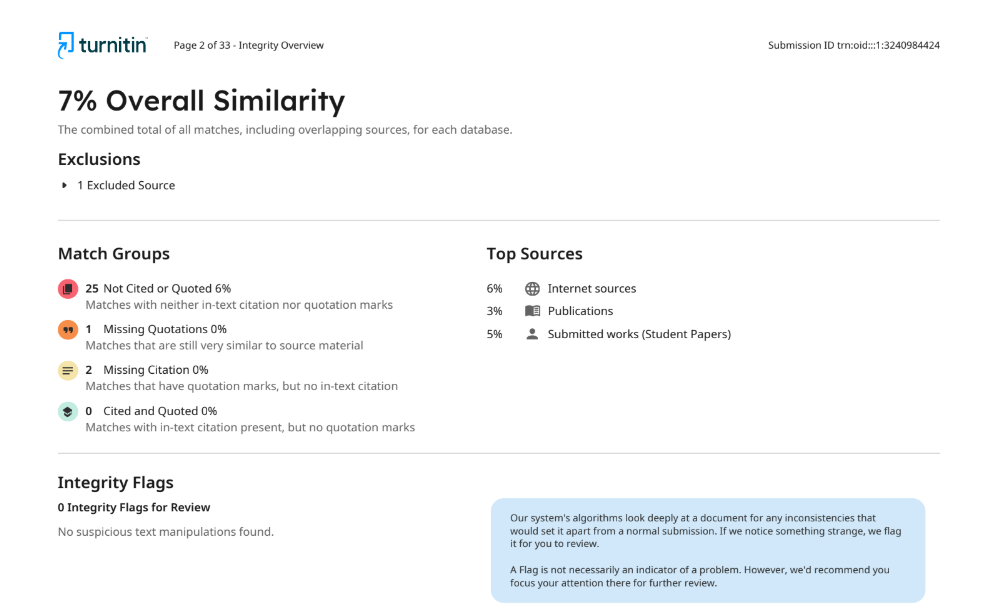 turnitin
Page 2 of 33 - Integrity Overview
Submission ID trn:oid:::1:3240984424
7% Overall Similarity
The combined total of all matches, including overlapping sources, for each database.
Exclusions
1 Excluded Source
Match Groups
25 Not Cited or Quoted 6%
Matches with neither in-text citation nor quotation marks
1 Missing Quotations 0%
Matches that are still very similar to source material
2 Missing Citation 0%
Matches that have quotation marks, but no in-text citation
0 Cited and Quoted 0%
Matches with in-text citation present, but no quotation marks
Top Sources
6% Internet sources
3% Publications
5% Submitted works (Student Papers)
Integrity Flags
0 Integrity Flags for Review
No suspicious text manipulations found.
Our system's algorithms look deeply at a document for any inconsistencies that
would set it apart from a normal submission. If we notice something strange, we flag
it for you to review.
A Flag is not necessarily an indicator of a problem. However, we'd recommend you
focus your attention there for further review.